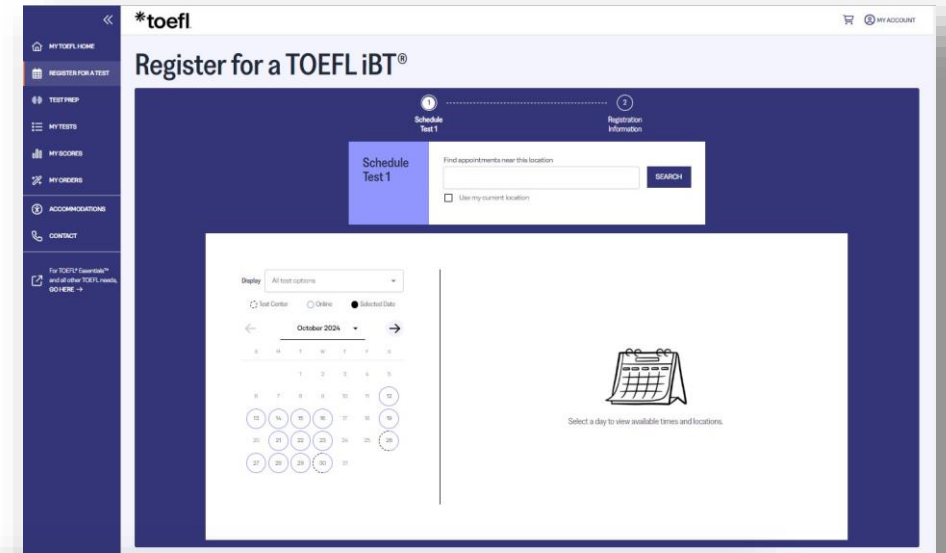 *toefl
MY ACCOUNT
MY TOEFL HOME
REGISTER FOR A TEST
TEST PREP
MY TESTS
MY SCORES
MY ORDERS
ACCOMMODATIONS
CONTACT
For TOEFL® Essentials™
and all other TOEFL needs,
GO HERE →
Register for a TOEFL iBT®
1
2
Schedule
Test 1
Registration
Information
Schedule
Test 1
Find appointments near this location
SEARCH
Use my current location
Display All test options
Test Center Online Selected Date
October 2024
S M T W T F S
1 2 3 4 5
6 7 8 9 10 11 12
13 14 15 16 17 18 19
20 21 22 23 24 25 26
27 28 29 30 31
Select a day to view available times and locations.